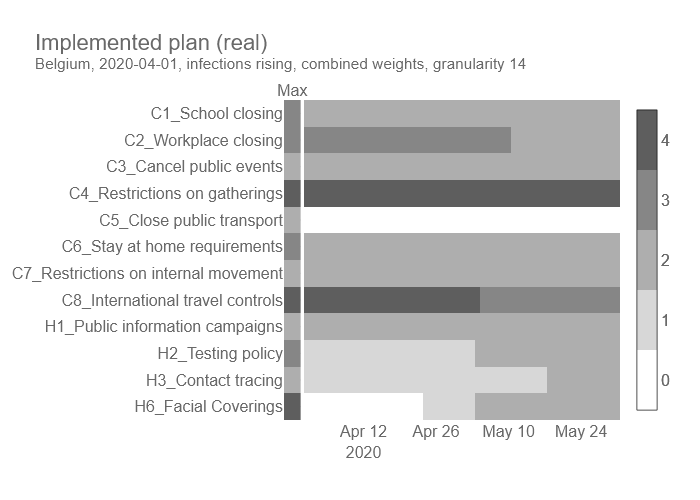 Implemented plan (real)
Belgium, 2020-04-01, infections rising, combined weights, granularity 14
Max
C1_School closing
C2_Workplace closing
C3_Cancel public events
C4_Restrictions on gatherings
C5_Close public transport
C6_Stay at home requirements
C7_Restrictions on internal movement
C8_International travel controls
H1_Public information campaigns
H2_Testing policy
H3_Contact tracing
H6_Facial Coverings
4
3
2
1
0
Apr 12 Apr 26 May 10 May 24
2020